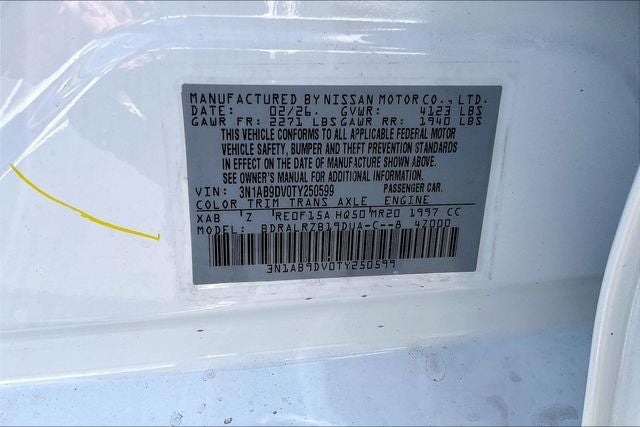 MANUFACTURED BY NISSAN MOTOR CO., LTD.
DATE: 02/26 GVWR: 4123 LBS
GAWR FR: 2271 LBS GAWR RR: 1940 LBS
THIS VEHICLE CONFORMS TO ALL APPLICABLE FEDERAL MOTOR
VEHICLE SAFETY, BUMPER AND THEFT PREVENTION STANDARDS
IN EFFECT ON THE DATE OF MANUFACTURE SHOWN ABOVE.
SEE OWNER'S MANUAL FOR ADDITIONAL INFORMATION.
VIN: 3N1AB9DV0TY250599 PASSENGER CAR.
COLOR TRIM TRANS AXLE ENGINE
XAB Z RE0F15A HQ50 MR20 1997 CC
MODEL: BDRALRZB19DUA-C--B 47000
3N1AB9DV0TY250599